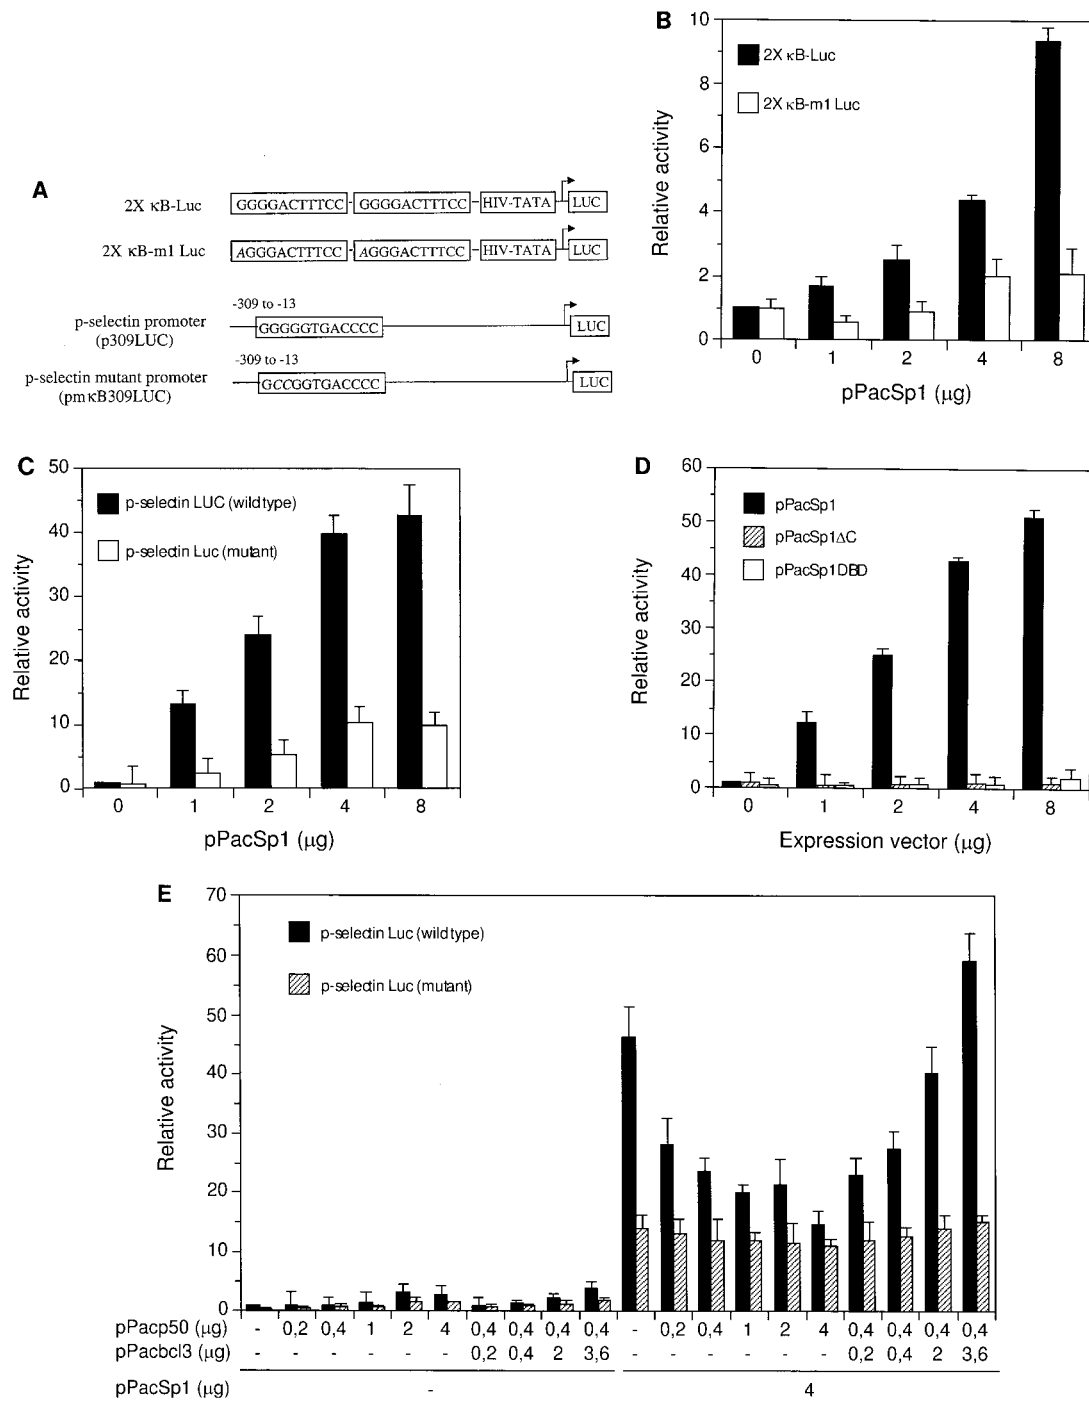 A
2X κB-Luc
GGGGACTTTCC GGGGACTTTCC HIV-TATA LUC
2X κB-m1 Luc
AGGGACTTTCC AGGGACTTTCC HIV-TATA LUC
-309 to -13
p-selectin promoter
(p309LUC)
GGGGGTGACCCC LUC
-309 to -13
p-selectin mutant promoter
(pmκB309LUC)
GCCGGTGACCCC LUC
B
2X κB-Luc
2X κB-m1 Luc
Relative activity
10
8
6
4
2
0
0 1 2 4 8
pPacSp1 (μg)
C
p-selectin LUC (wild type)
p-selectin Luc (mutant)
Relative activity
50
40
30
20
10
0
0 1 2 4 8
pPacSp1 (μg)
D
pPacSp1
pPacSp1ΔC
pPacSp1DBD
Relative activity
60
50
40
30
20
10
0
0 1 2 4 8
Expression vector (μg)
E
p-selectin Luc (wild type)
p-selectin Luc (mutant)
Relative activity
70
60
50
40
30
20
10
0
pPacp50 (μg) - 0,2 0,4 1 2 4 0,4 0,4 0,4 0,4 - 0,2 0,4 1 2 4 0,4 0,4 0,4 0,4
pPacbcl3 (μg) - - - - - - 0,2 0,4 2 3,6 - - - - - - 0,2 0,4 2 3,6
pPacSp1 (μg) - 4